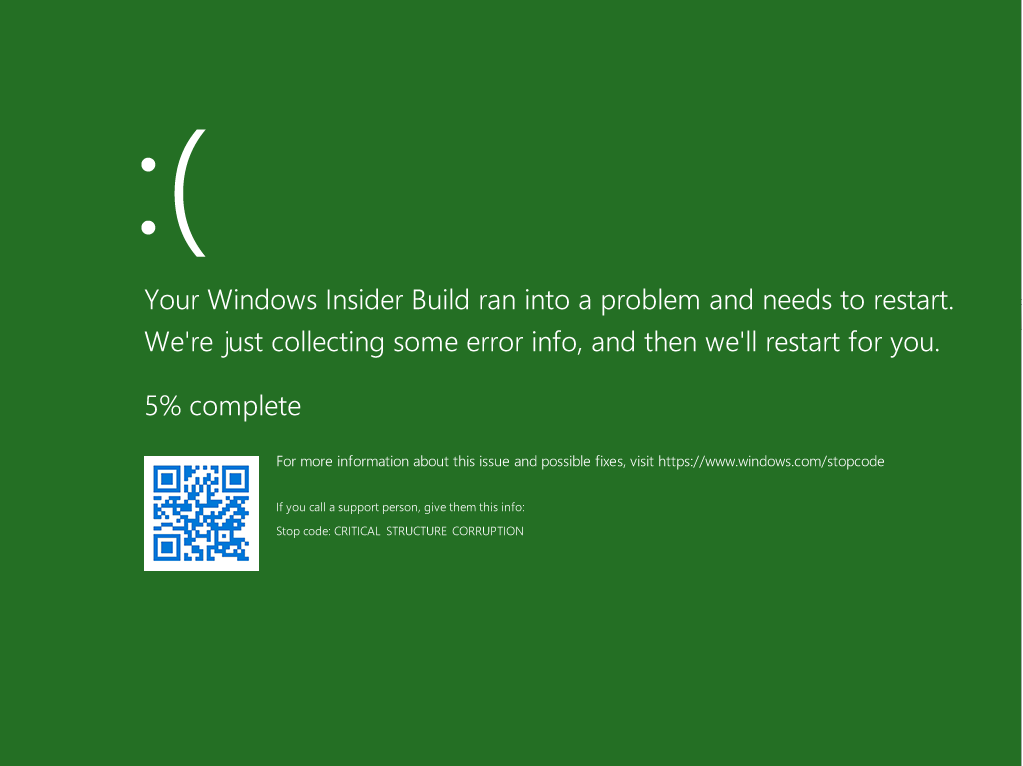 :(
Your Windows Insider Build ran into a problem and needs to restart.
We're just collecting some error info, and then we'll restart for you.
5% complete
For more information about this issue and possible fixes, visit https://www.windows.com/stopcode
If you call a support person, give them this info:
Stop code: CRITICAL STRUCTURE CORRUPTION